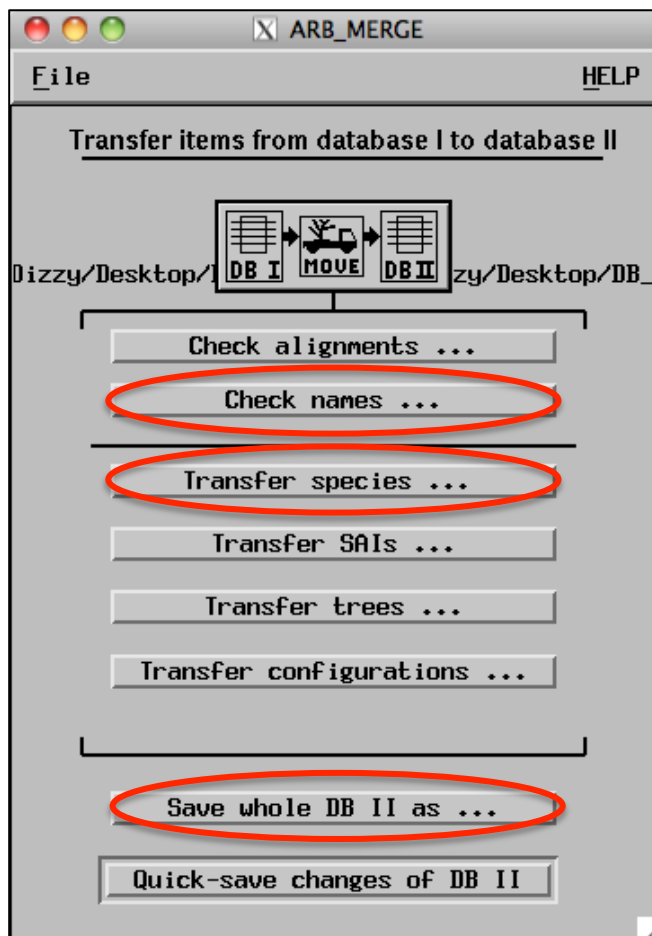 X ARB_MERGE
File HELP
Transfer items from database I to database II
DB I MOVE DB II
Dizzy/Desktop/ zy/Desktop/DB_
Check alignments ...
Check names ...
Transfer species ...
Transfer SAIs ...
Transfer trees ...
Transfer configurations ...
Save whole DB II as ...
Quick-save changes of DB II